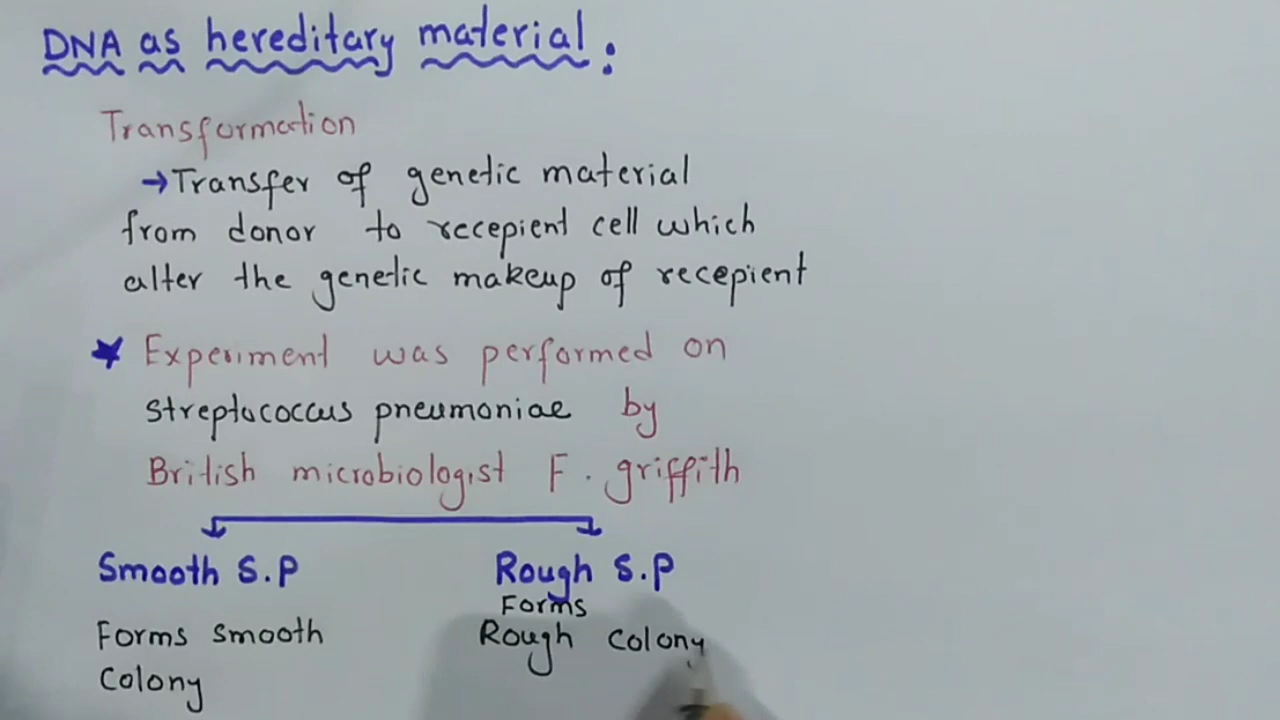 DNA as hereditary material :
Transformation
→Transfer of genetic material
from donor to recepient cell which
alter the genetic makeup of recepient
★ Experiment was performed on
streptococcus pneumoniae by
British microbiologist F. griffith
Smooth S.P
Forms smooth
Colony
Rough S.P
Forms
Rough Colony